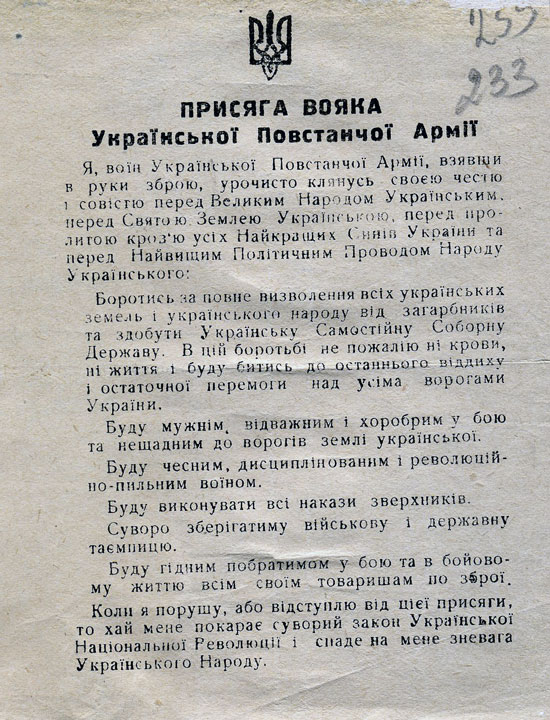 253
233
ПРИСЯГА ВОЯКА
Української Повстанчої Армії
Я, воїн Української Повстанчої Армії, взявши
в руки зброю, урочисто клянусь своєю честю
і совістю перед Великим Народом Українським,
перед Святою Землею Українською, перед про-
литою кров'ю усіх Найкращих Синів України та
перед Найвищим Політичним Проводом Народу
Українського:
Боротись за повне визволення всіх українських
земель і українського народу від загарбників
та здобути Українську Самостійну Соборну
Державу. В цій боротьбі не пожалію ні крови,
ні життя і буду битись до останнього віддиху
і остаточної перемоги над усіма ворогами
України.
Буду мужнім, відважним і хоробрим у бою
та нещадним до ворогів землі української.
Буду чесним, дисциплінованим і революцій-
но-пильним воїном.
Буду виконувати всі накази зверхників.
Суворо зберігатиму військову і державну
таємницю.
Буду гідним побратимом у бою та в бойово-
му життю всім своїм товаришам по зброї.
Коли я порушу, або відступлю від цієї присяги,
то хай мене покарає суворий закон Української
Національної Революції і спаде на мене зневага
Українського Народу.